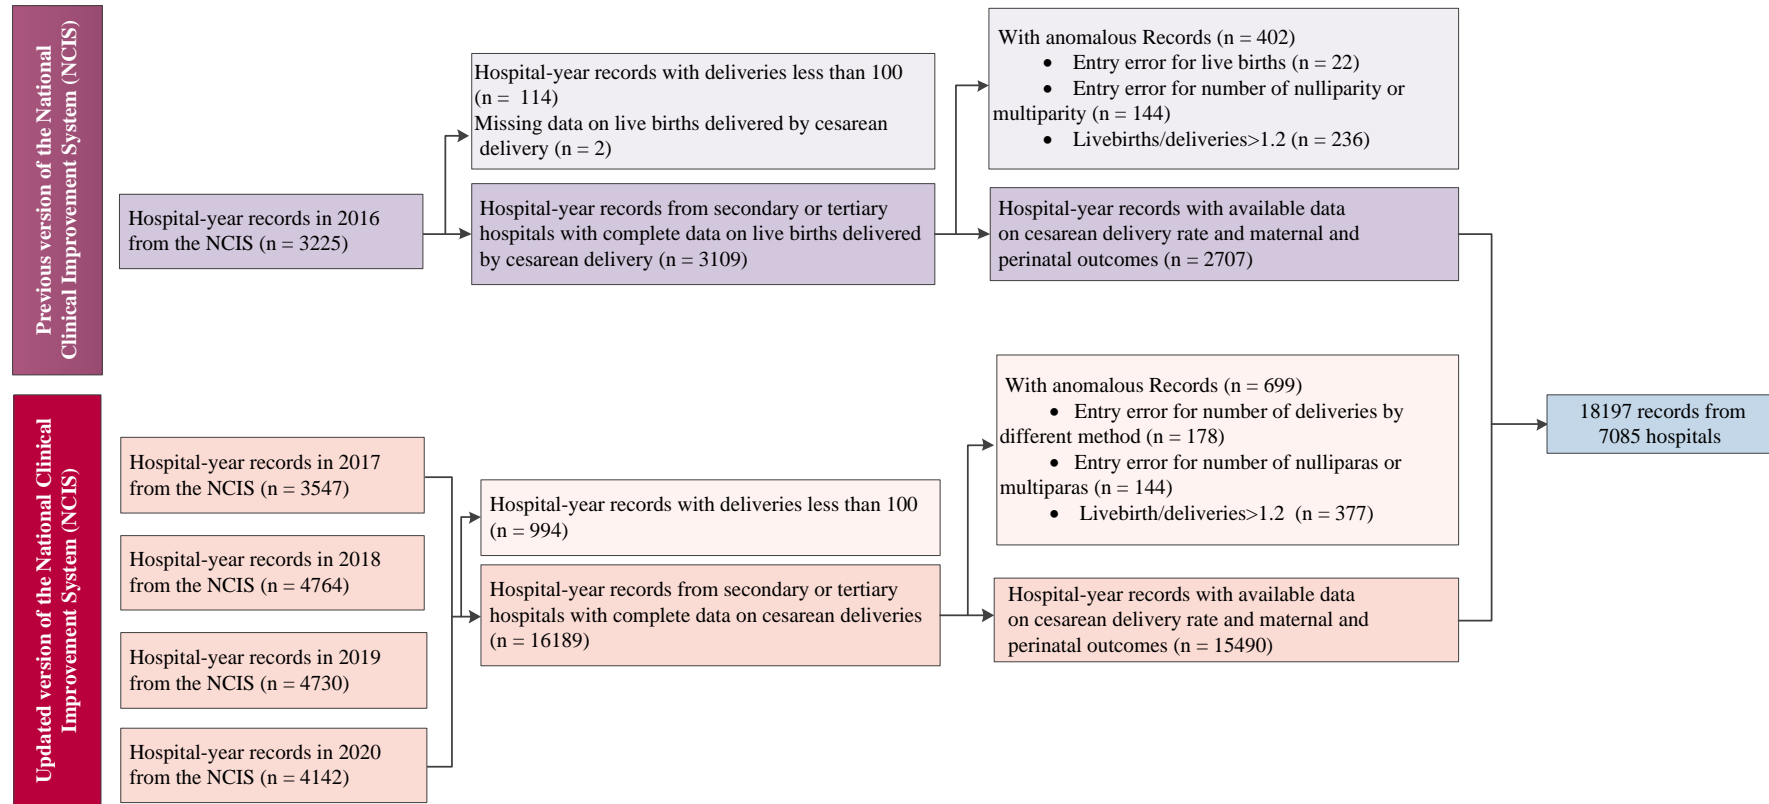 Previous version of the National
Clinical Improvement System (NCIS)
Hospital-year records in 2016
from the NCIS (n = 3225)
Hospital-year records with deliveries less than 100
(n =  114)
Missing data on live births delivered by cesarean
delivery (n = 2)
Hospital-year records from secondary or tertiary
hospitals with complete data on live births delivered
by cesarean delivery (n = 3109)
With anomalous Records (n = 402)
• Entry error for live births (n = 22)
• Entry error for number of nulliparity or
multiparity (n = 144)
• Livebirths/deliveries>1.2 (n = 236)
Hospital-year records with available data
on cesarean delivery rate and maternal and
perinatal outcomes (n = 2707)
Updated version of the National Clinical
Improvement System (NCIS)
Hospital-year records in 2017
from the NCIS (n = 3547)
Hospital-year records in 2018
from the NCIS (n = 4764)
Hospital-year records in 2019
from the NCIS (n = 4730)
Hospital-year records in 2020
from the NCIS (n = 4142)
Hospital-year records with deliveries less than 100
(n = 994)
Hospital-year records from secondary or tertiary
hospitals with complete data on cesarean deliveries
(n = 16189)
With anomalous Records (n = 699)
• Entry error for number of deliveries by
different method (n = 178)
• Entry error for number of nulliparas or
multiparas (n = 144)
• Livebirth/deliveries>1.2  (n = 377)
Hospital-year records with available data
on cesarean delivery rate and maternal and
perinatal outcomes (n = 15490)
18197 records from
7085 hospitals